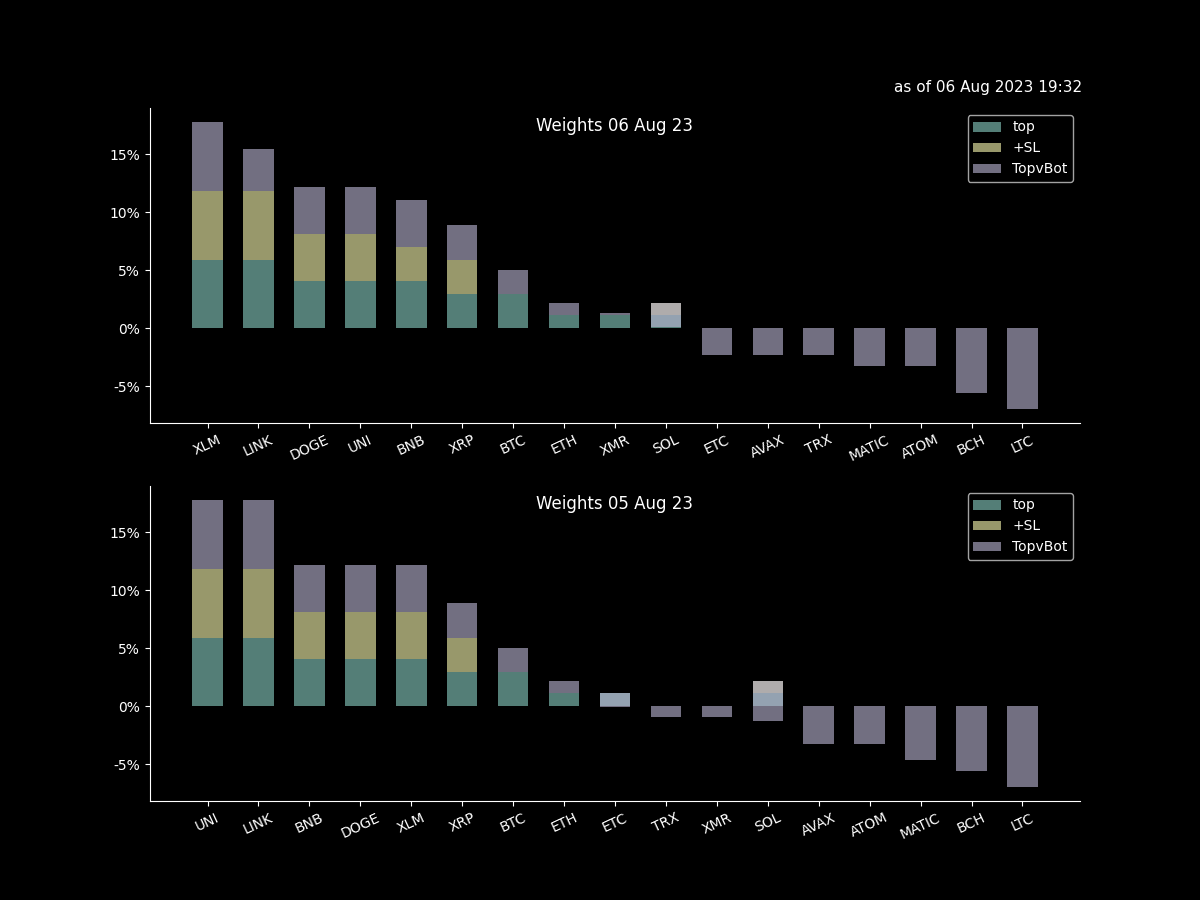 as of 06 Aug 2023 19:32
Weights 06 Aug 23
top
+SL
TopvBot
15%
10%
5%
0%
-5%
XLM LINK DOGE UNI BNB XRP BTC ETH XMR SOL ETC AVAX TRX MATIC ATOM BCH LTC
Weights 05 Aug 23
top
+SL
TopvBot
15%
10%
5%
0%
-5%
UNI LINK BNB DOGE XLM XRP BTC ETH ETC TRX XMR SOL AVAX ATOM MATIC BCH LTC